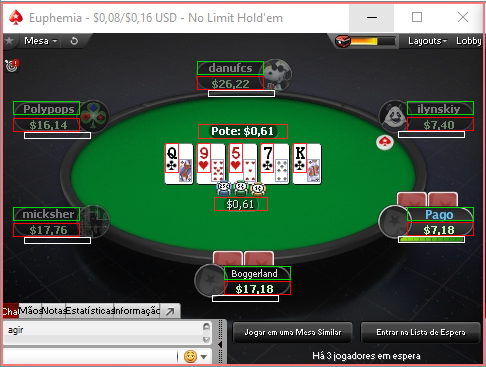 Euphemia - $0,08/$0,16 USD - No Limit Hold'em
Mesa
Layouts
Lobby
danufcs
$26,22
Polypops
$16,14
ilynskiy
$7,40
Pote: $0,61
Q 9 5 7 K
$0,61
micksher
$17,76
Pago
$7,18
Boggerland
$17,18
Chat Mãos Notas Estatísticas Informação
agir
Jogar em uma Mesa Similar
Entrar na Lista de Espera
Há 3 jogadores em espera